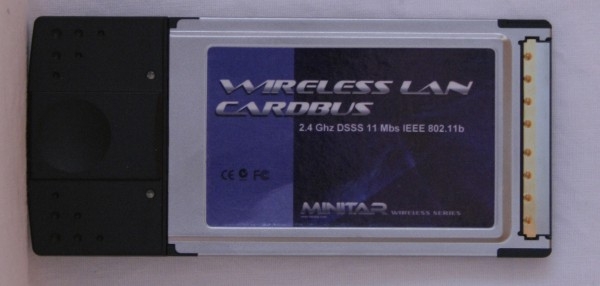 WIRELESS LAN
CARDBUS
2.4 Ghz DSSS 11 Mbs IEEE 802.11b
CE FC
MINITAR WIRELESS SERIES